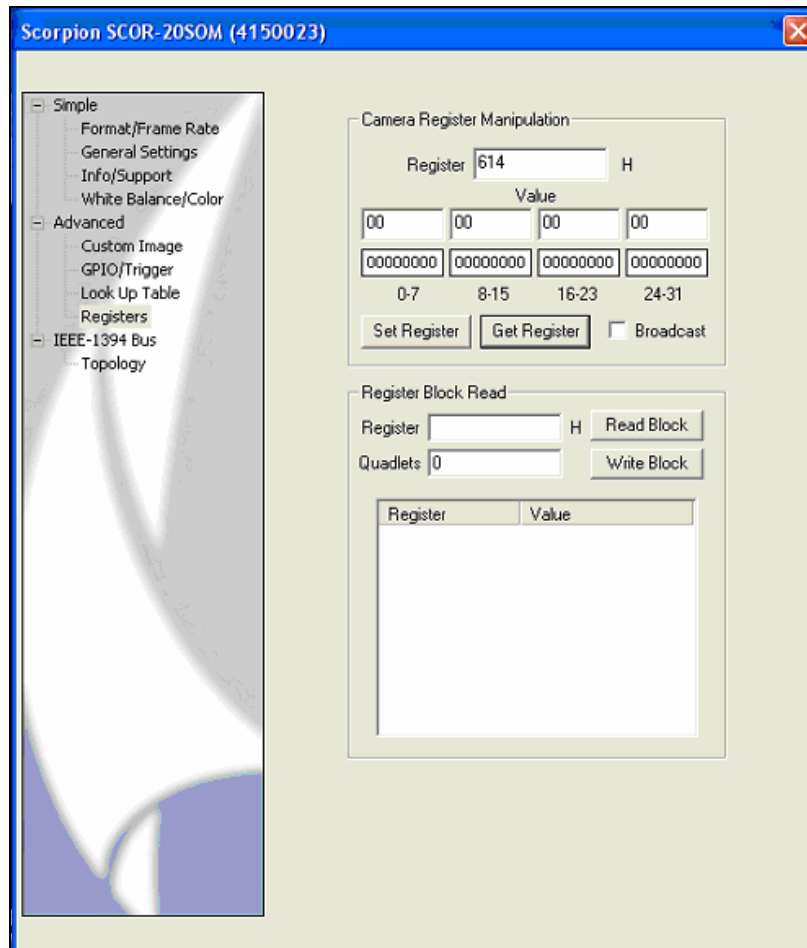 Scorpion SCOR-20SOM (4150023)
Simple
Format/Frame Rate
General Settings
Info/Support
White Balance/Color
Advanced
Custom Image
GPIO/Trigger
Look Up Table
Registers
IEEE-1394 Bus
Topology
Camera Register Manipulation
Register 614 H
Value
00 00 00 00
00000000 00000000 00000000 00000000
0-7 8-15 16-23 24-31
Set Register Get Register Broadcast
Register Block Read
Register H Read Block
Quadlets 0 Write Block
Register Value